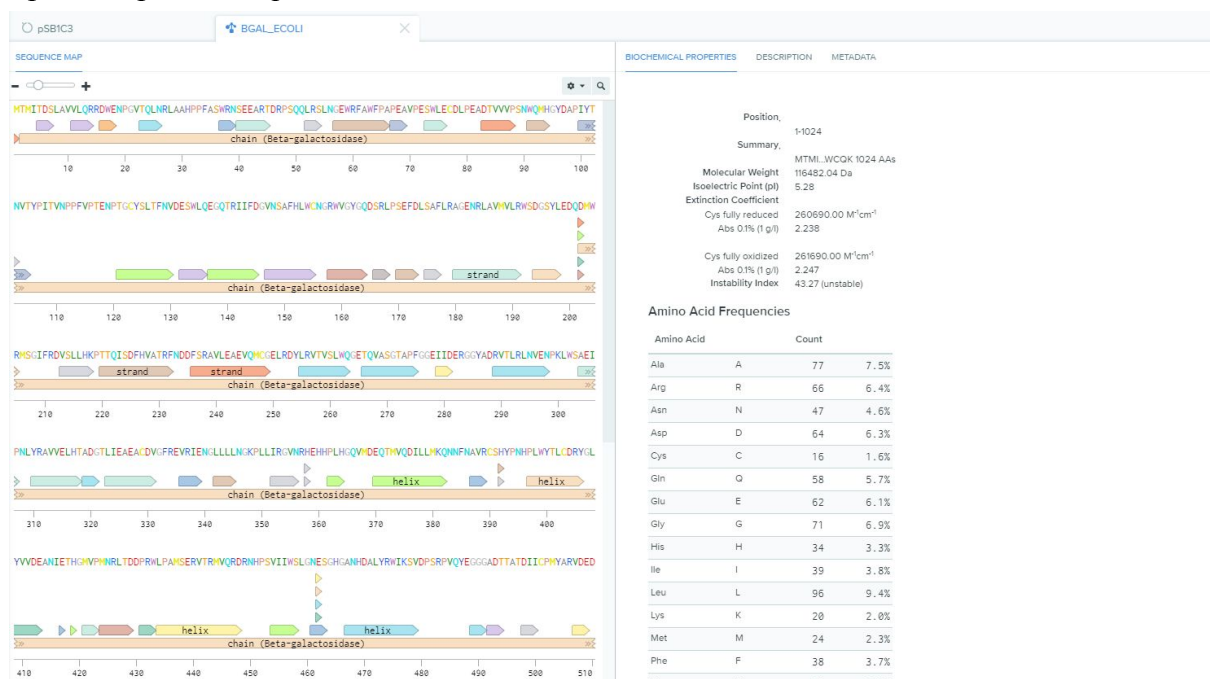 pSB1C3
BGAL_ECOLI
SEQUENCE MAP
MTMITDSLAVVLQRRDWENPGVTQLNRLAAHPPFASWRNSEEARTDRPSQQLRSLNGEWRFAWFPAPEAVPESWLECDLPEADTVVVPSNWQMHGYDAPIYT
chain (Beta-galactosidase)
10 20 30 40 50 60 70 80 90 100
NVTYPITVNPPFVPTENPTGCYSLTFNVDESWLQEGQTRIIFDGVNSAFHLWCNGRWVGYGQDSRLPSEFDLSAFLRAGENRLAVMVLRWSDGSYLEDQDMW
strand
chain (Beta-galactosidase)
110 120 130 140 150 160 170 180 190 200
RMSGIFRDVSLLHKPTTQISDFHVATRFNDDFSRAVLEAEVQMCGELRDYLRVTVSLWQGETQVASGTAPFGGEIIDERGGYADRVTLRLNVENPKLWSAEI
strand strand
chain (Beta-galactosidase)
210 220 230 240 250 260 270 280 290 300
PNLYRAVVELHTADGTLIEAEACDVGFREVRIENGLLLLNGKPLLIRGVNRHEHHPLHGQVMDEQTMVQDILLMKQNNFNAVRCSHYPNHPLWYTLCDRYGL
helix helix
chain (Beta-galactosidase)
310 320 330 340 350 360 370 380 390 400
YVVDEANIETHGMVPMNRLTDDPRWLPAMSERVTRMVQRDRNHPSVIIWSLGNESGHGANHDALYRWIKSVDPSRPVQYEGGGADTTATDIICPMYARVDED
helix helix
chain (Beta-galactosidase)
410 420 430 440 450 460 470 480 490 500 510
BIOCHEMICAL PROPERTIES DESCRIPTION METADATA
Position,
1-1024
Summary,
MTMI...WCQK 1024 AAs
Molecular Weight 116482.04 Da
Isoelectric Point (pI) 5.28
Extinction Coefficient
Cys fully reduced 260690.00 M⁻¹cm⁻¹
Abs 0.1% (1 g/l) 2.238
Cys fully oxidized 261690.00 M⁻¹cm⁻¹
Abs 0.1% (1 g/l) 2.247
Instability Index 43.27 (unstable)
Amino Acid Frequencies
Amino Acid Count
Ala A 77 7.5%
Arg R 66 6.4%
Asn N 47 4.6%
Asp D 64 6.3%
Cys C 16 1.6%
Gln Q 58 5.7%
Glu E 62 6.1%
Gly G 71 6.9%
His H 34 3.3%
Ile I 39 3.8%
Leu L 96 9.4%
Lys K 20 2.0%
Met M 24 2.3%
Phe F 38 3.7%